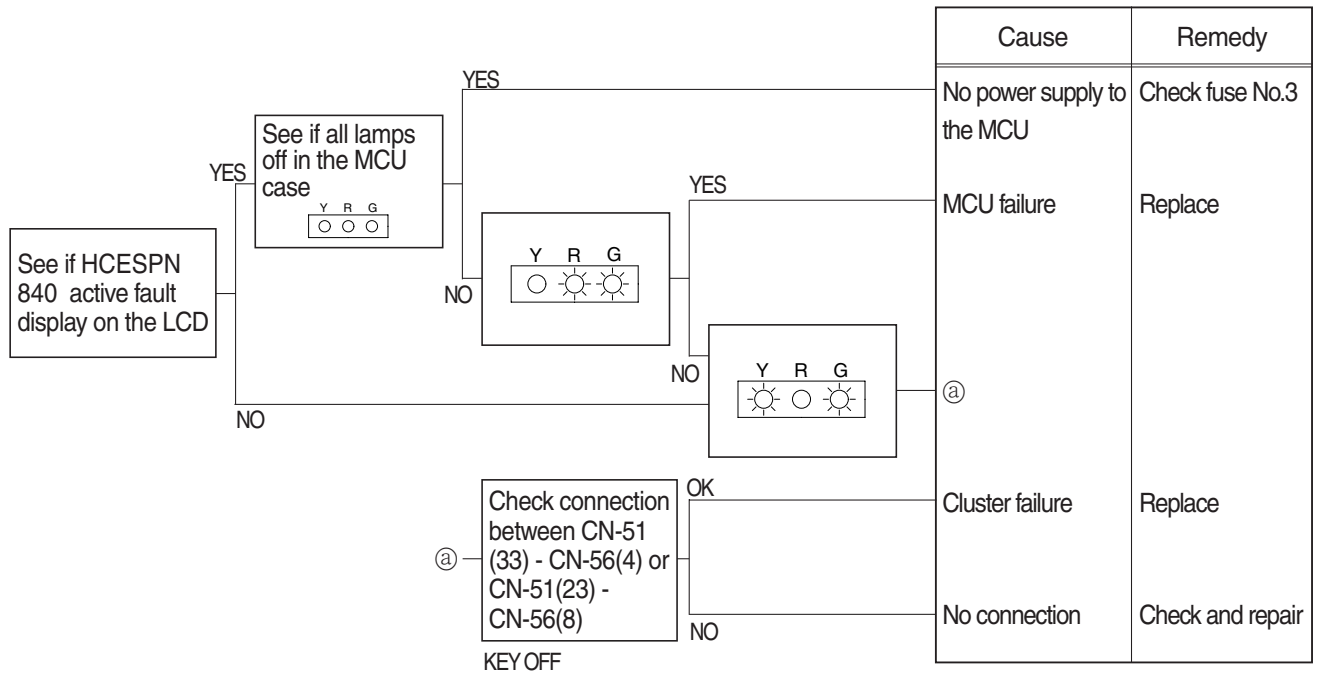 Cause
Remedy
YES
No power supply to
the MCU
Check fuse No.3
See if all lamps
off in the MCU
case
Y R G
YES
YES
MCU failure
Replace
See if HCESPN
840 active fault
display on the LCD
Y R G
NO
Y R G
NO
ⓐ
NO
Check connection
between CN-51
(33) - CN-56(4) or
CN-51(23) -
CN-56(8)
OK
Cluster failure
Replace
ⓐ
No connection
Check and repair
NO
KEY OFF